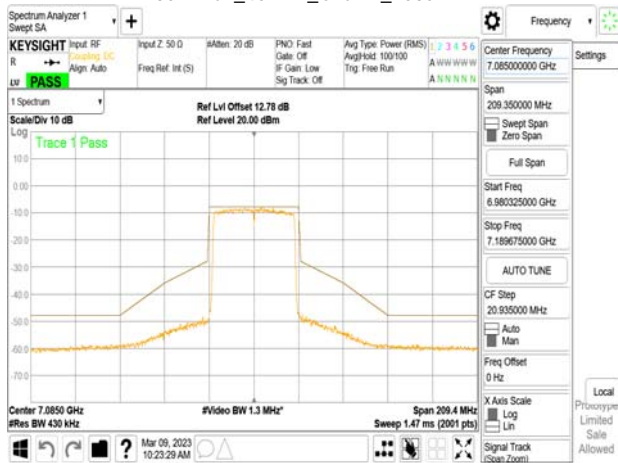 Spectrum Analyzer 1
Swept SA
+
Frequency
KEYSIGHT
R
LU
PASS
Input: RF
Coupling: DC
Align: Auto
Input Z: 50 Ω
Freq Ref: Int (S)
#Atten: 20 dB
PNO: Fast
Gate: Off
IF Gain: Low
Sig Track: Off
Avg Type: Power (RMS)
Avg|Hold: 100/100
Trig: Free Run
1 2 3 4 5 6
A W W W W W
A N N N N N
1 Spectrum
Scale/Div 10 dB
Ref Lvl Offset 12.78 dB
Ref Level 20.00 dBm
Log
Trace 1 Pass
10.0
0.00
-10.0
-20.0
-30.0
-40.0
-50.0
-60.0
-70.0
Center 7.0850 GHz
#Res BW 430 kHz
#Video BW 1.3 MHz*
Span 209.4 MHz
Sweep 1.47 ms (2001 pts)
Mar 09, 2023
10:23:29 AM
Center Frequency
7.085000000 GHz
Span
209.350000 MHz
Swept Span
Zero Span
Full Span
Start Freq
6.980325000 GHz
Stop Freq
7.189675000 GHz
AUTO TUNE
CF Step
20.935000 MHz
Auto
Man
Freq Offset
0 Hz
X Axis Scale
Log
Lin
Signal Track
(Span Zoom)
Settings
Local
Prototype
Limited
Sale
Allowed